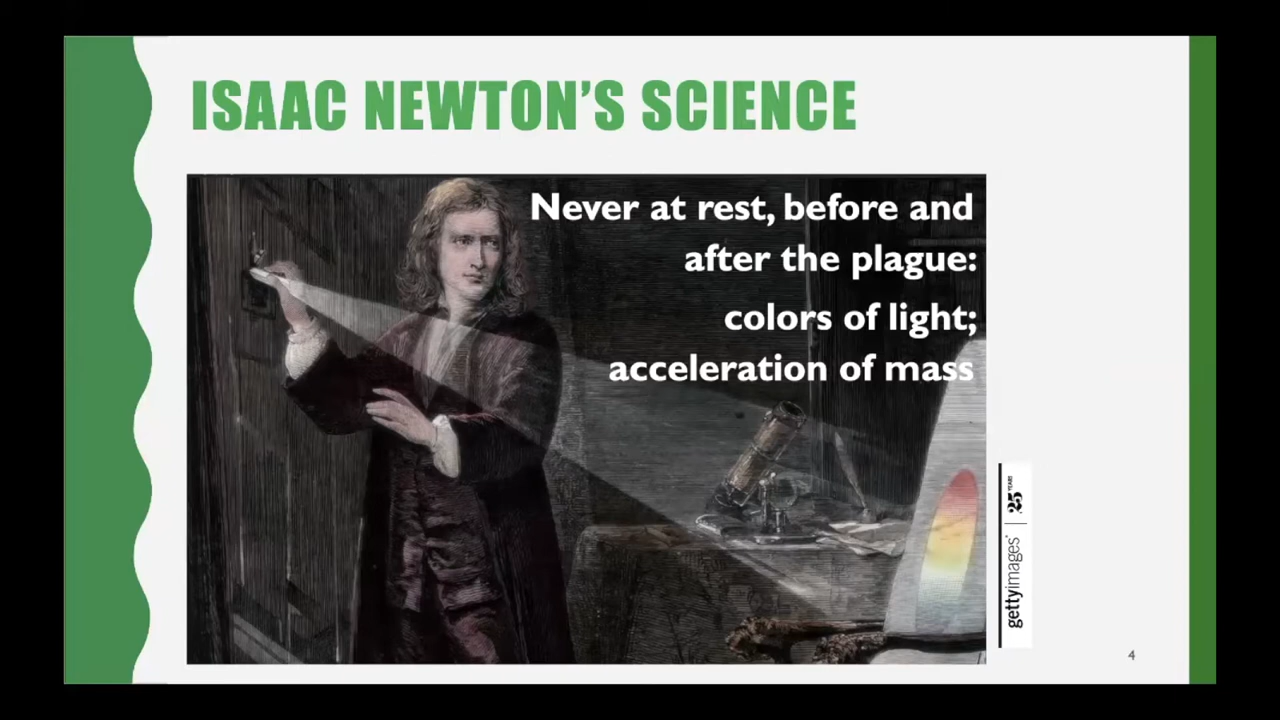 ISAAC NEWTON'S SCIENCE
Never at rest, before and
after the plague:
colors of light;
acceleration of mass
gettyimages® | 25 YEARS
4